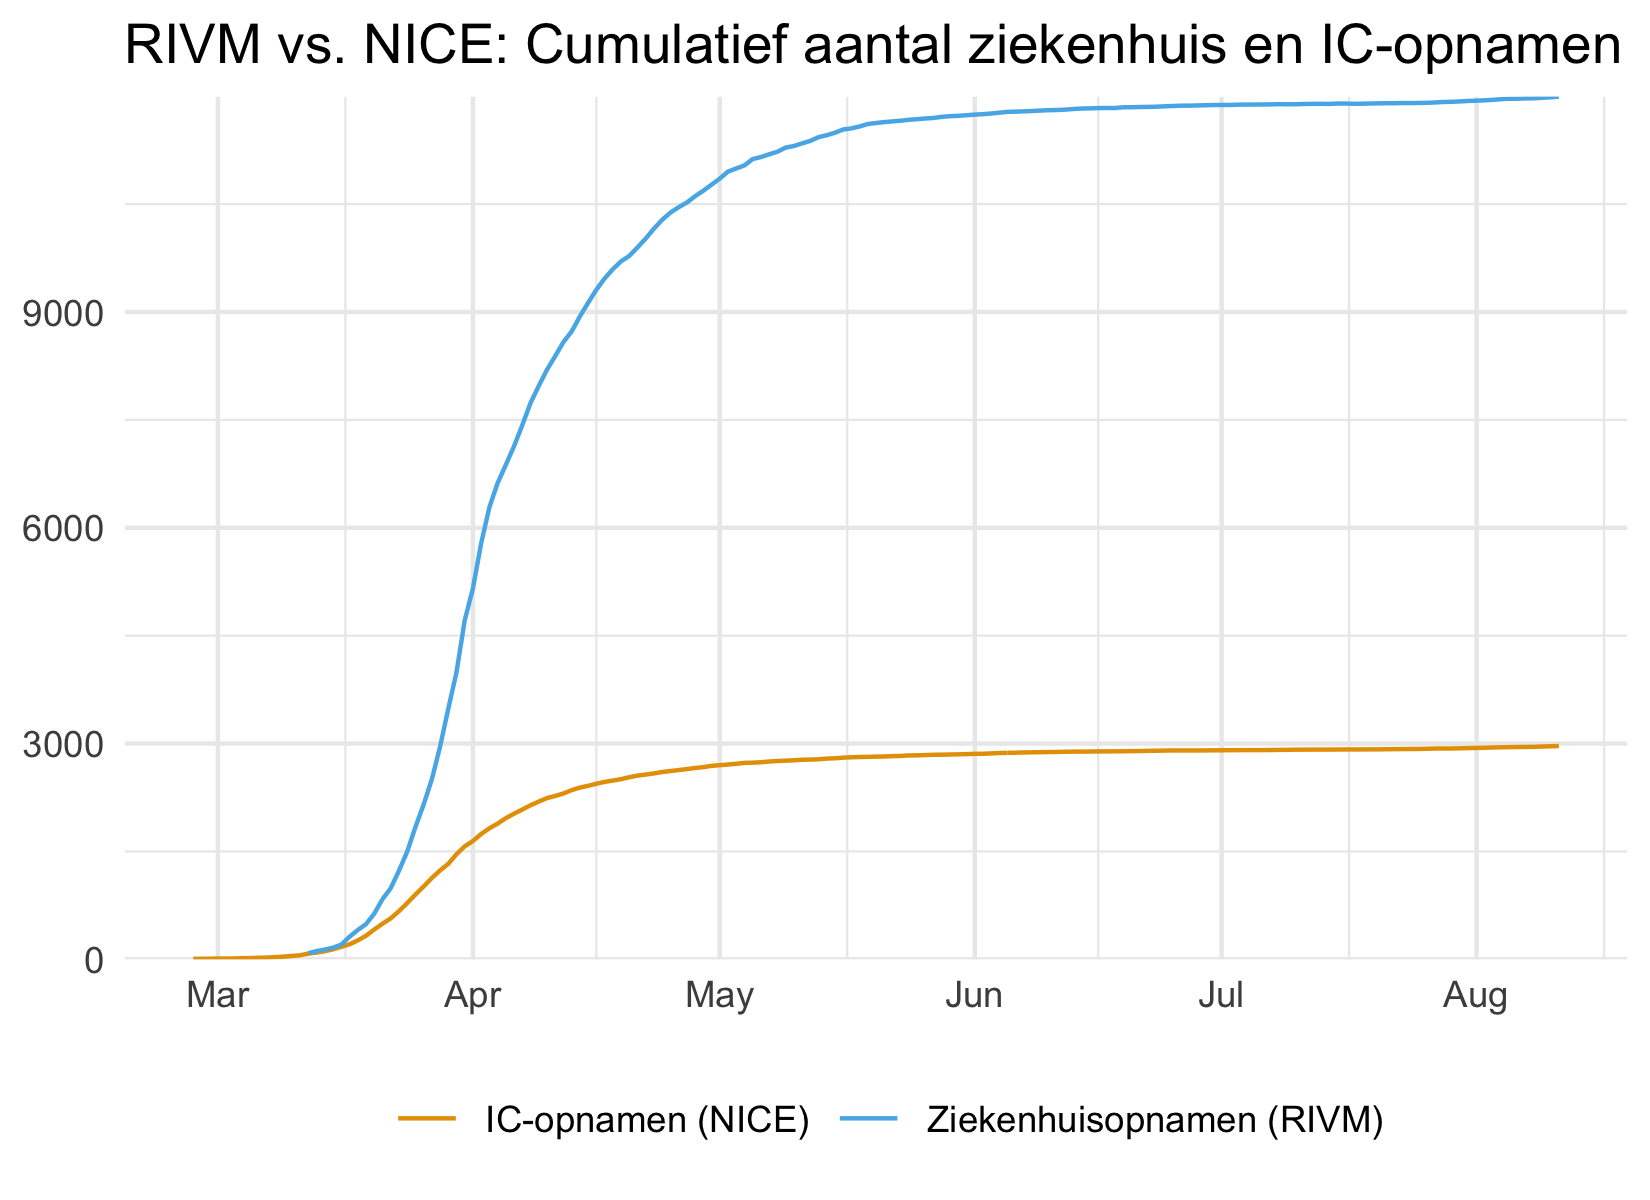 RIVM vs. NICE: Cumulatief aantal ziekenhuis en IC-opnamen
9000
6000
3000
0
Mar Apr May Jun Jul Aug
IC-opnamen (NICE) Ziekenhuisopnamen (RIVM)